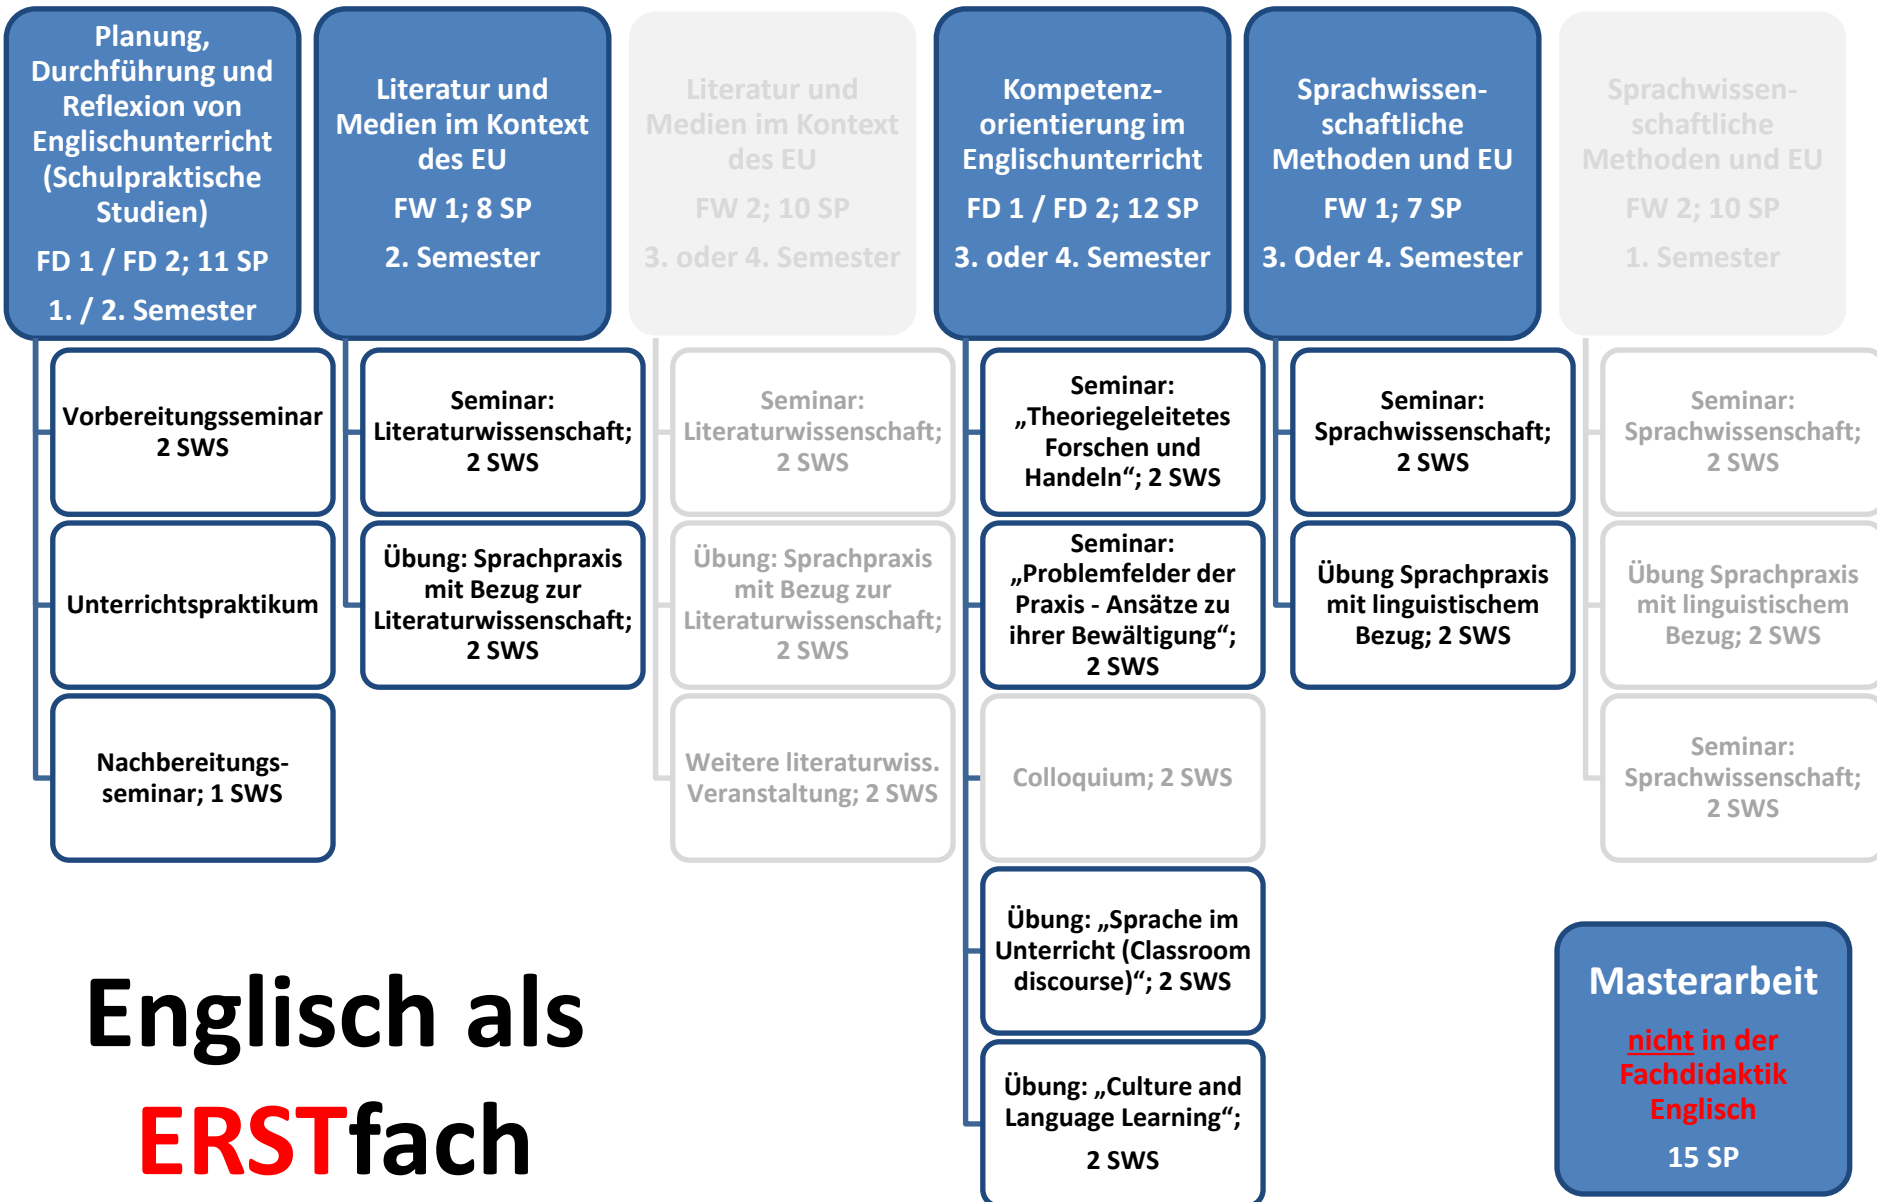 Planung,
Durchführung und
Reflexion von
Englischunterricht
(Schulpraktische
Studien)
FD 1 / FD 2; 11 SP
1. / 2. Semester
Vorbereitungsseminar
2 SWS
Unterrichtspraktikum
Nachbereitungs-
seminar; 1 SWS
Literatur und
Medien im Kontext
des EU
FW 1; 8 SP
2. Semester
Seminar:
Literaturwissenschaft;
2 SWS
Übung: Sprachpraxis
mit Bezug zur
Literaturwissenschaft;
2 SWS
Literatur und
Medien im Kontext
des EU
FW 2; 10 SP
3. oder 4. Semester
Seminar:
Literaturwissenschaft;
2 SWS
Übung: Sprachpraxis
mit Bezug zur
Literaturwissenschaft;
2 SWS
Weitere literaturwiss.
Veranstaltung; 2 SWS
Kompetenz-
orientierung im
Englischunterricht
FD 1 / FD 2; 12 SP
3. oder 4. Semester
Seminar:
„Theoriegeleitetes
Forschen und
Handeln“; 2 SWS
Seminar:
„Problemfelder der
Praxis - Ansätze zu
ihrer Bewältigung“;
2 SWS
Colloquium; 2 SWS
Übung: „Sprache im
Unterricht (Classroom
discourse)“; 2 SWS
Übung: „Culture and
Language Learning“;
2 SWS
Sprachwissen-
schaftliche
Methoden und EU
FW 1; 7 SP
3. Oder 4. Semester
Seminar:
Sprachwissenschaft;
2 SWS
Übung Sprachpraxis
mit linguistischem
Bezug; 2 SWS
Sprachwissen-
schaftliche
Methoden und EU
FW 2; 10 SP
1. Semester
Seminar:
Sprachwissenschaft;
2 SWS
Übung Sprachpraxis
mit linguistischem
Bezug; 2 SWS
Seminar:
Sprachwissenschaft;
2 SWS
Englisch als
ERSTfach
Masterarbeit
nicht in der
Fachdidaktik
Englisch
15 SP